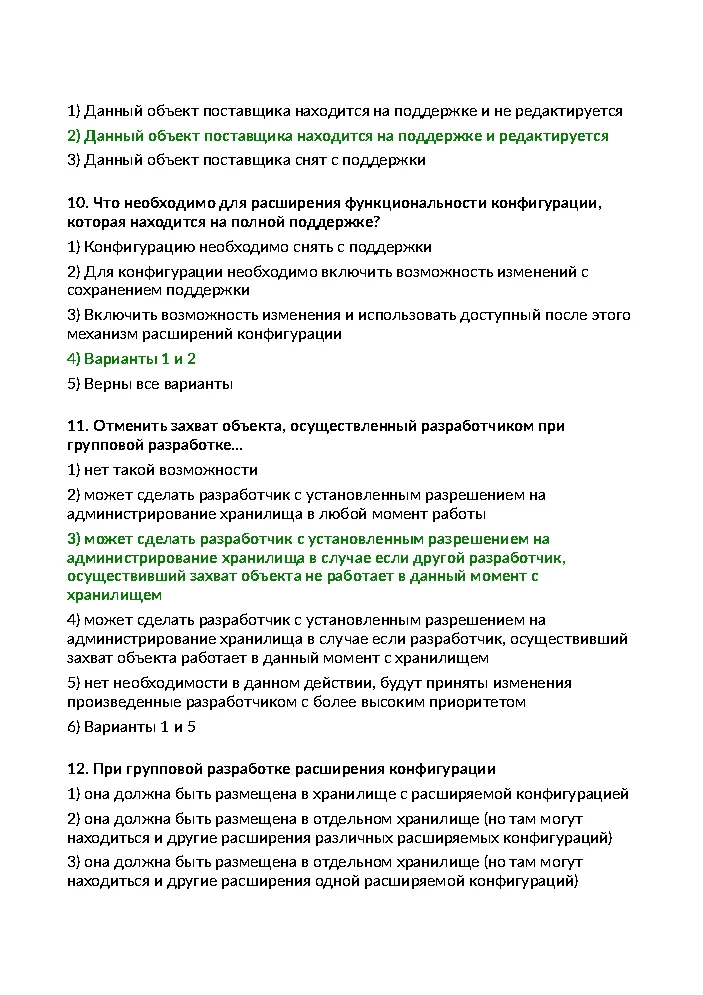 1) Данный объект поставщика находится на поддержке и не редактируется
2) Данный объект поставщика находится на поддержке и редактируется
3) Данный объект поставщика снят с поддержки
10. Что необходимо для расширения функциональности конфигурации,
которая находится на полной поддержке?
1) Конфигурацию необходимо снять с поддержки
2) Для конфигурации необходимо включить возможность изменений с
сохранением поддержки
3) Включить возможность изменения и использовать доступный после этого
механизм расширений конфигурации
4) Варианты 1 и 2
5) Верны все варианты
11. Отменить захват объекта, осуществленный разработчиком при
групповой разработке...
1) нет такой возможности
2) может сделать разработчик с установленным разрешением на
администрирование хранилища в любой момент работы
3) может сделать разработчик с установленным разрешением на
администрирование хранилища в случае если другой разработчик,
осуществивший захват объекта не работает в данный момент с
хранилищем
4) может сделать разработчик с установленным разрешением на
администрирование хранилища в случае если разработчик, осуществивший
захват объекта работает в данный момент с хранилищем
5) нет необходимости в данном действии, будут приняты изменения
произведенные разработчиком с более высоким приоритетом
6) Варианты 1 и 5
12. При групповой разработке расширения конфигурации
1) она должна быть размещена в хранилище с расширяемой конфигурацией
2) она должна быть размещена в отдельном хранилище (но там могут
находиться и другие расширения различных расширяемых конфигураций)
3) она должна быть размещена в отдельном хранилище (но там могут
находиться и другие расширения одной расширяемой конфигураций)